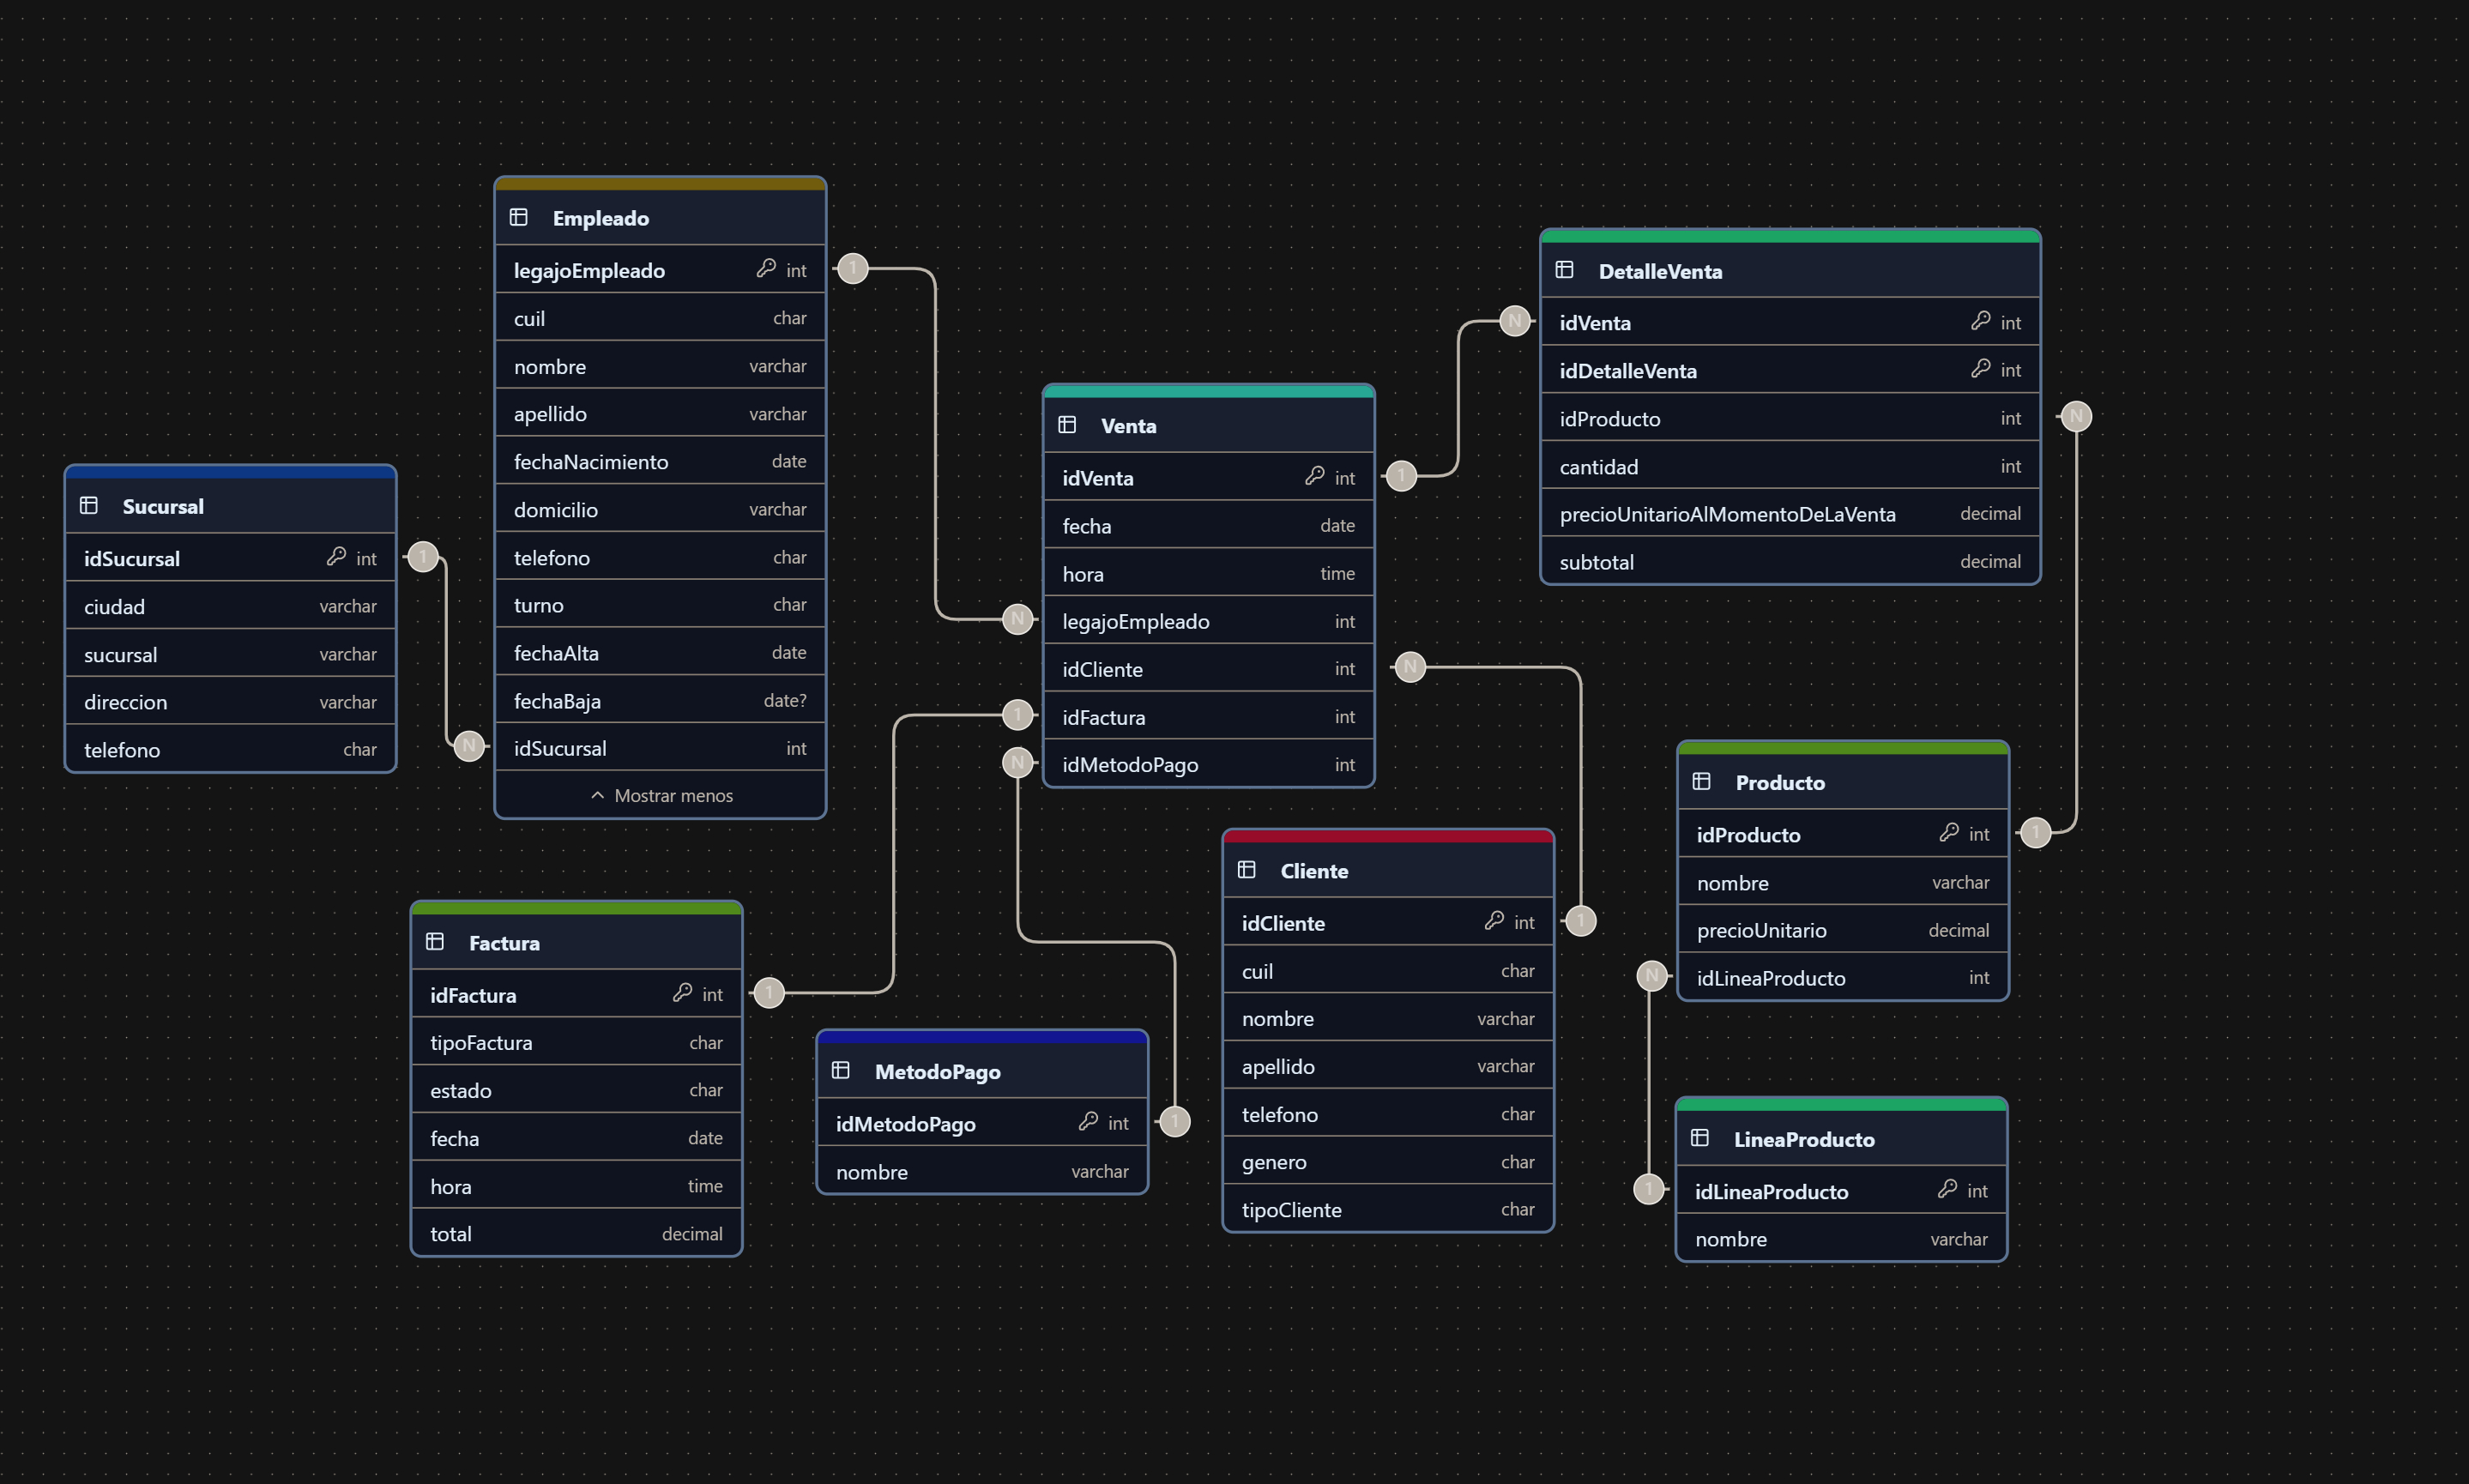 Sucursal
idSucursal int
ciudad varchar
sucursal varchar
direccion varchar
telefono char
1
N
Empleado
legajoEmpleado int
cuil char
nombre varchar
apellido varchar
fechaNacimiento date
domicilio varchar
telefono char
turno char
fechaAlta date
fechaBaja date?
idSucursal int
Mostrar menos
1
N
Venta
idVenta int
fecha date
hora time
legajoEmpleado int
idCliente int
idFactura int
idMetodoPago int
1
N
1
N
DetalleVenta
idVenta int
idDetalleVenta int
idProducto int
cantidad int
precioUnitarioAlMomentoDeLaVenta decimal
subtotal decimal
N
N
Factura
idFactura int
tipoFactura char
estado char
fecha date
hora time
total decimal
1
MetodoPago
idMetodoPago int
nombre varchar
1
Cliente
idCliente int
cuil char
nombre varchar
apellido varchar
telefono char
genero char
tipoCliente char
1
Producto
idProducto int
nombre varchar
precioUnitario decimal
idLineaProducto int
1
N
LineaProducto
idLineaProducto int
nombre varchar
1